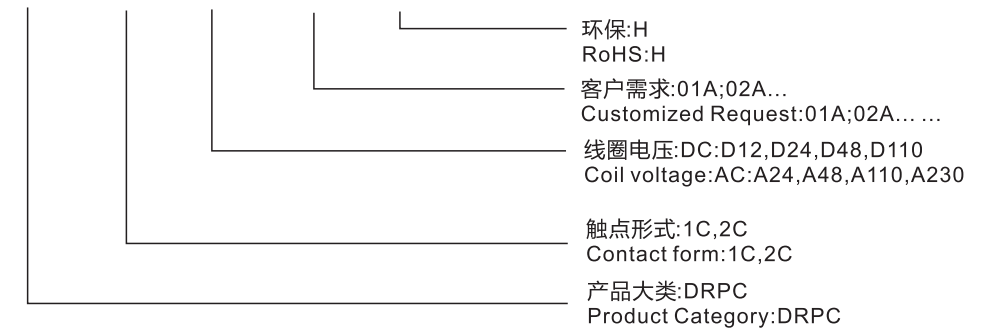 环保:H
RoHS:H
客户需求:01A;02A...
Customized Request:01A;02A... ...
线圈电压:DC:D12,D24,D48,D110
Coil voltage:AC:A24,A48,A110,A230
触点形式:1C,2C
Contact form:1C,2C
产品大类:DRPC
Product Category:DRPC